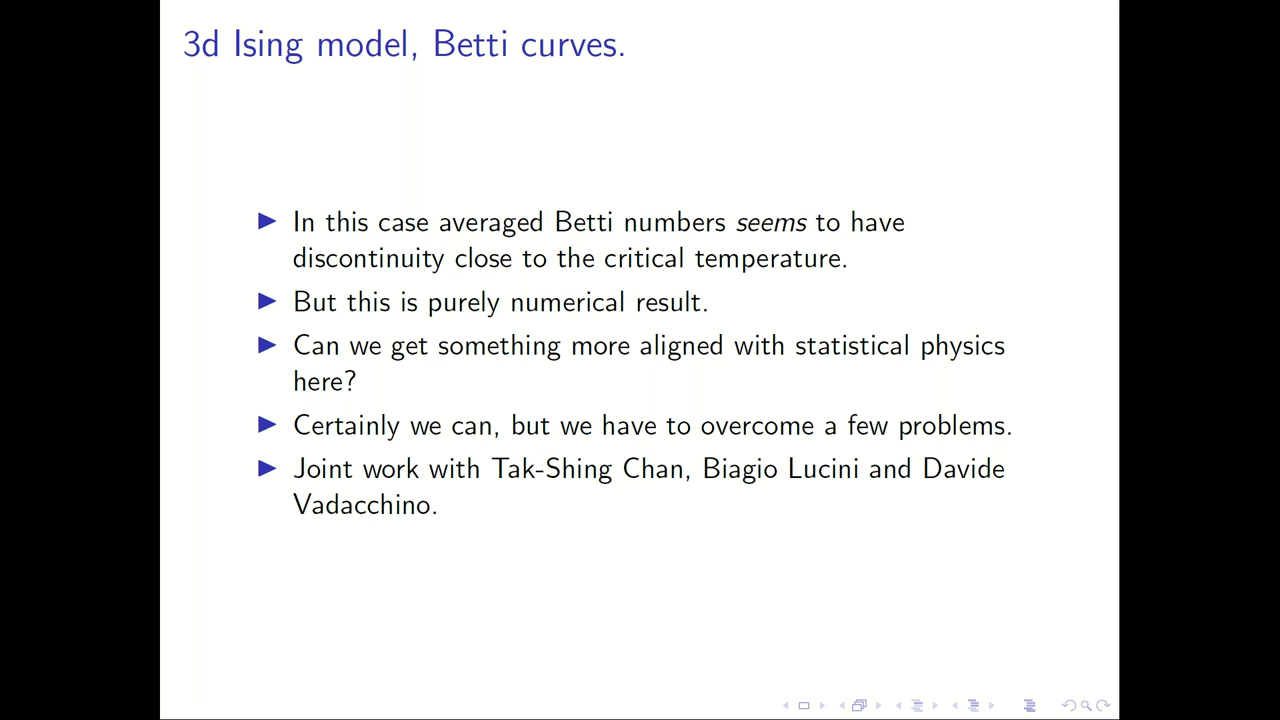 3d Ising model, Betti curves.
In this case averaged Betti numbers seems to have
discontinuity close to the critical temperature.
But this is purely numerical result.
Can we get something more aligned with statistical physics
here?
Certainly we can, but we have to overcome a few problems.
Joint work with Tak-Shing Chan, Biagio Lucini and Davide
Vadacchino.